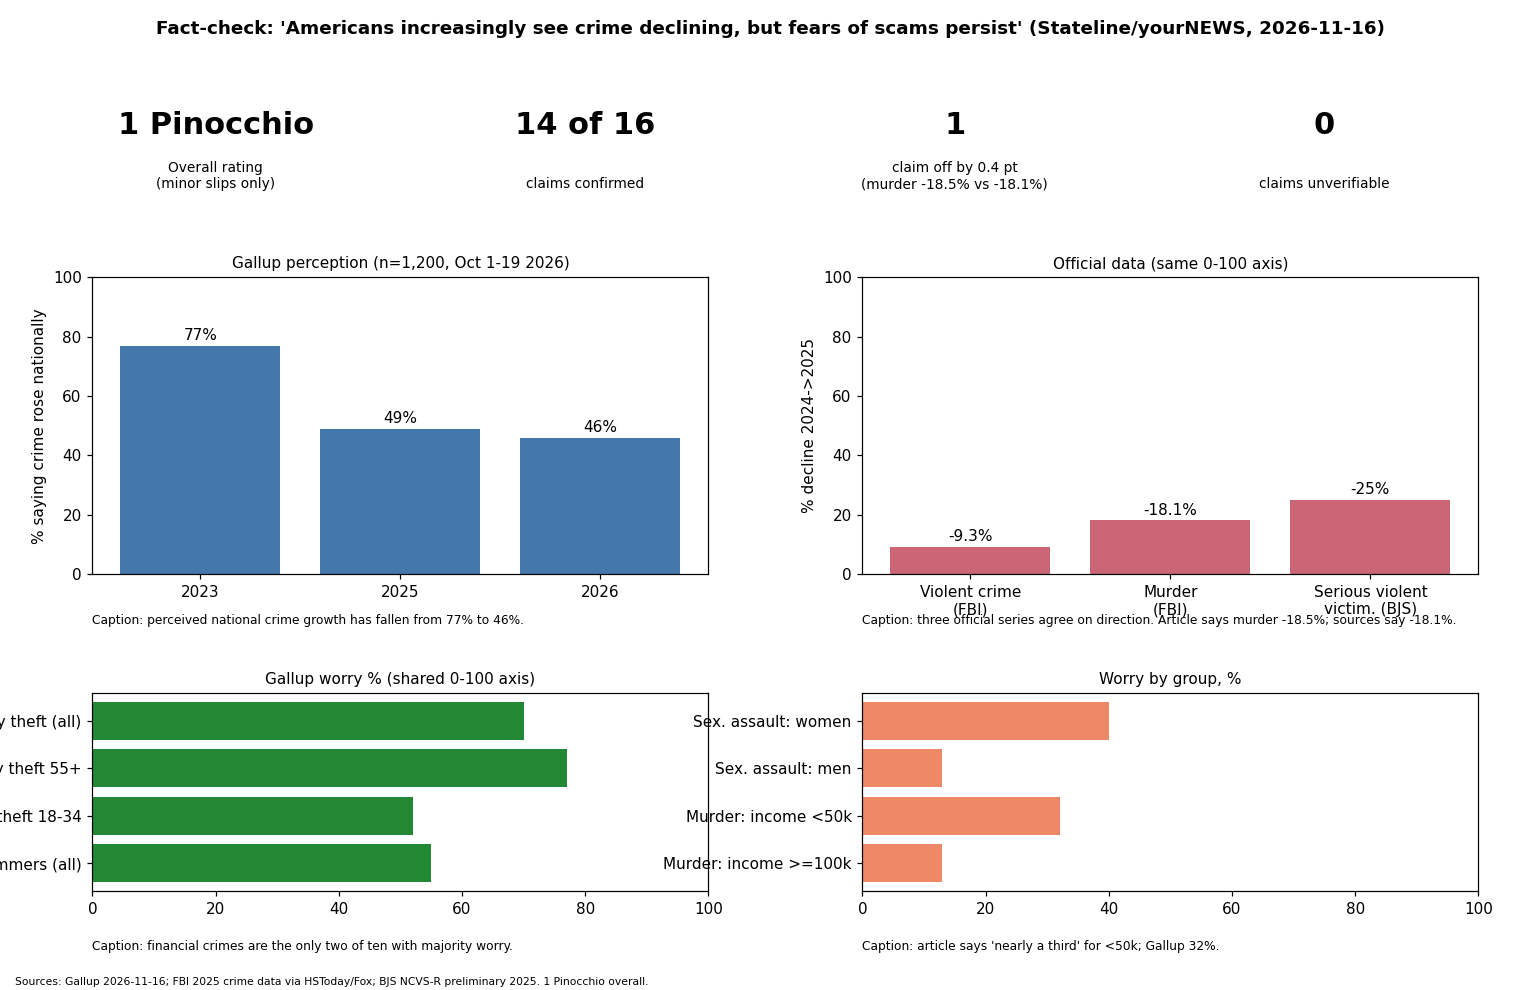 Fact-check: 'Americans increasingly see crime declining, but fears of scams persist' (Stateline/yourNEWS, 2026-11-16)
1 Pinocchio
Overall rating
(minor slips only)
14 of 16
claims confirmed
1
claim off by 0.4 pt
(murder -18.5% vs -18.1%)
0
claims unverifiable
Gallup perception (n=1,200, Oct 1-19 2026)
% saying crime rose nationally
100
80
60
40
20
0
77%
49%
46%
2023
2025
2026
Caption: perceived national crime growth has fallen from 77% to 46%.
Official data (same 0-100 axis)
% decline 2024->2025
100
80
60
40
20
0
-9.3%
-18.1%
-25%
Violent crime
(FBI)
Murder
(FBI)
Serious violent
victim. (BJS)
Caption: three official series agree on direction. Article says murder -18.5%; sources say -18.1%.
Gallup worry % (shared 0-100 axis)
y theft (all)
y theft 55+
theft 18-34
mmers (all)
0
20
40
60
80
100
Caption: financial crimes are the only two of ten with majority worry.
Worry by group, %
Sex. assault: women
Sex. assault: men
Murder: income <50k
Murder: income >=100k
0
20
40
60
80
100
Caption: article says 'nearly a third' for <50k; Gallup 32%.
Sources: Gallup 2026-11-16; FBI 2025 crime data via HSToday/Fox; BJS NCVS-R preliminary 2025. 1 Pinocchio overall.